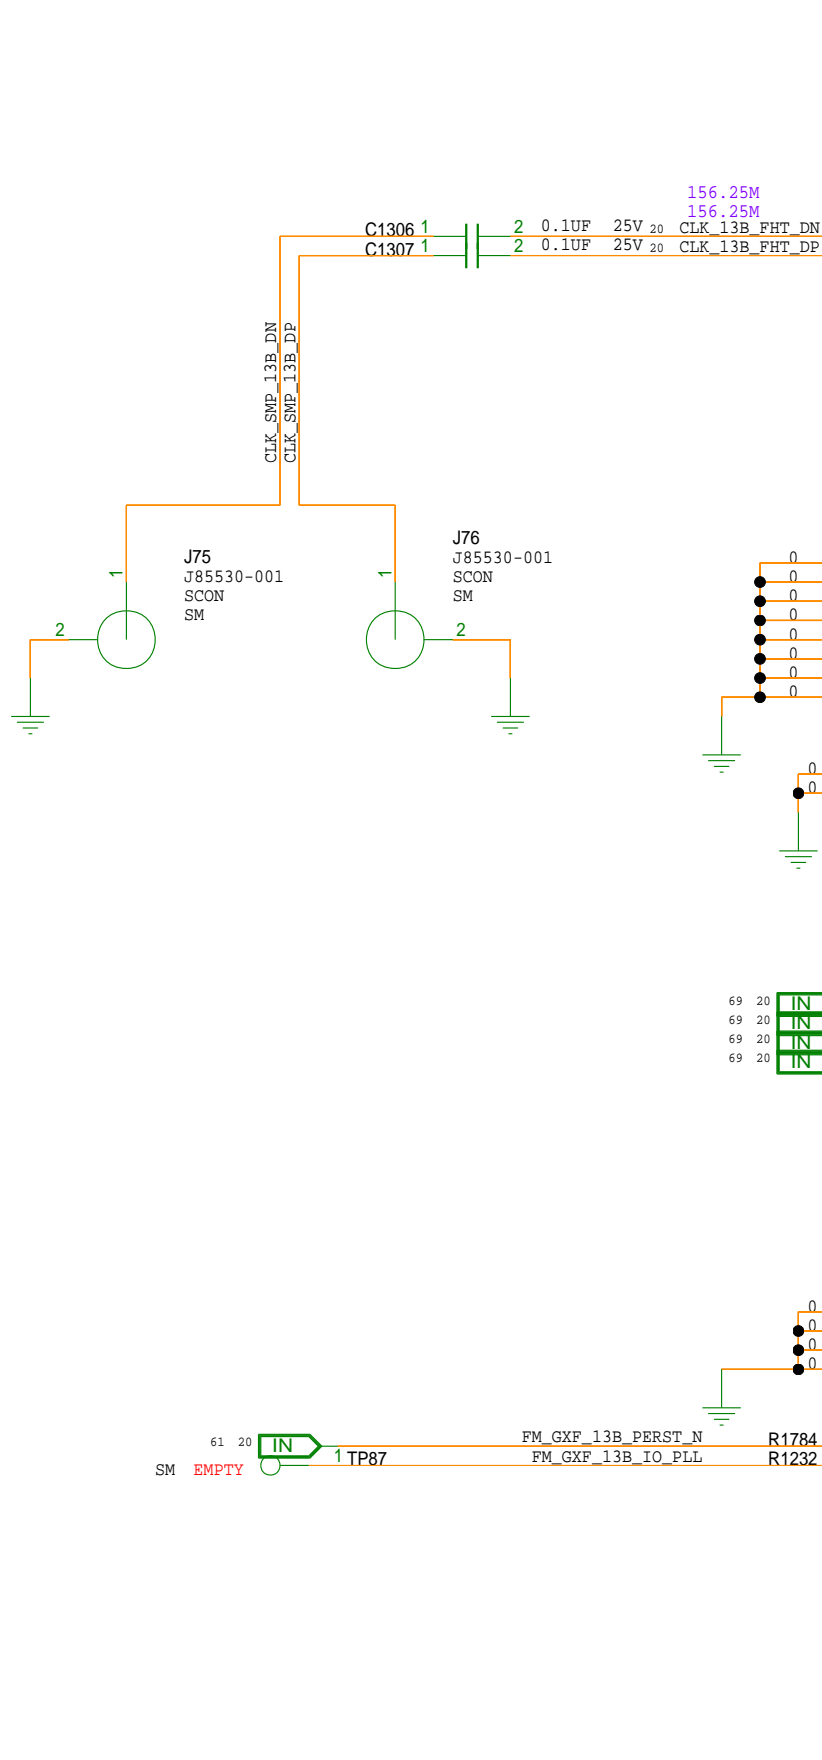 156.25M
156.25M
C1306 1 2 0.1UF 25V 20 CLK_13B_FHT_DN
C1307 1 2 0.1UF 25V 20 CLK_13B_FHT_DP
CLK_SMP_13B_DN
CLK_SMP_13B_DP
J76
J85530-001
SCON
SM
1
2
J75
J85530-001
SCON
SM
1
2
0
0
0
0
0
0
0
0
0
0
69 20 IN
69 20 IN
69 20 IN
69 20 IN
0
0
0
0
61 20 IN FM_GXF_13B_PERST_N R1784
SM EMPTY 1 TP87 FM_GXF_13B_IO_PLL R1232